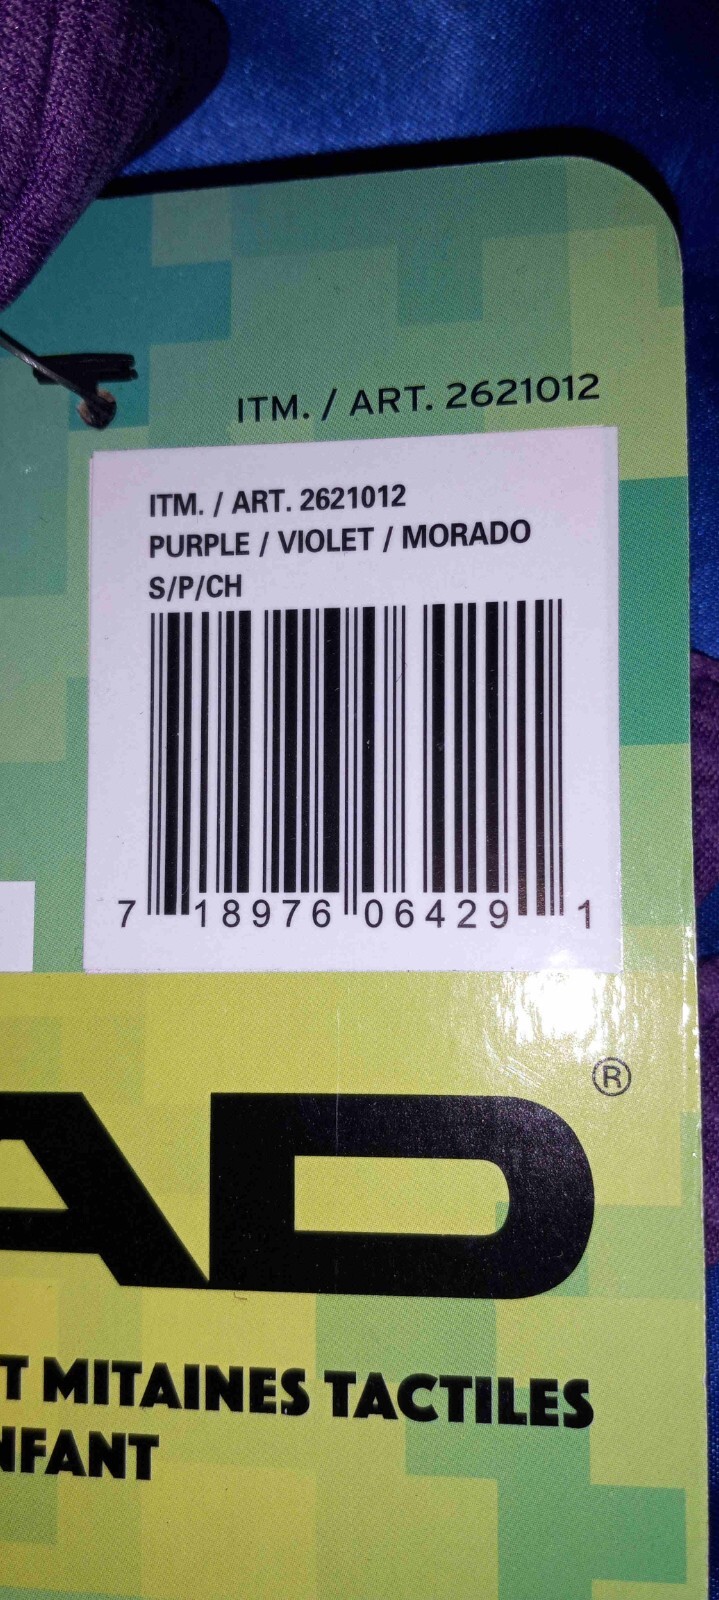 ITM. / ART. 2621012
ITM. / ART. 2621012
PURPLE / VIOLET / MORADO
S/P/CH
7 18976 06429 1
AD®
T MITAINES TACTILES
NFANT